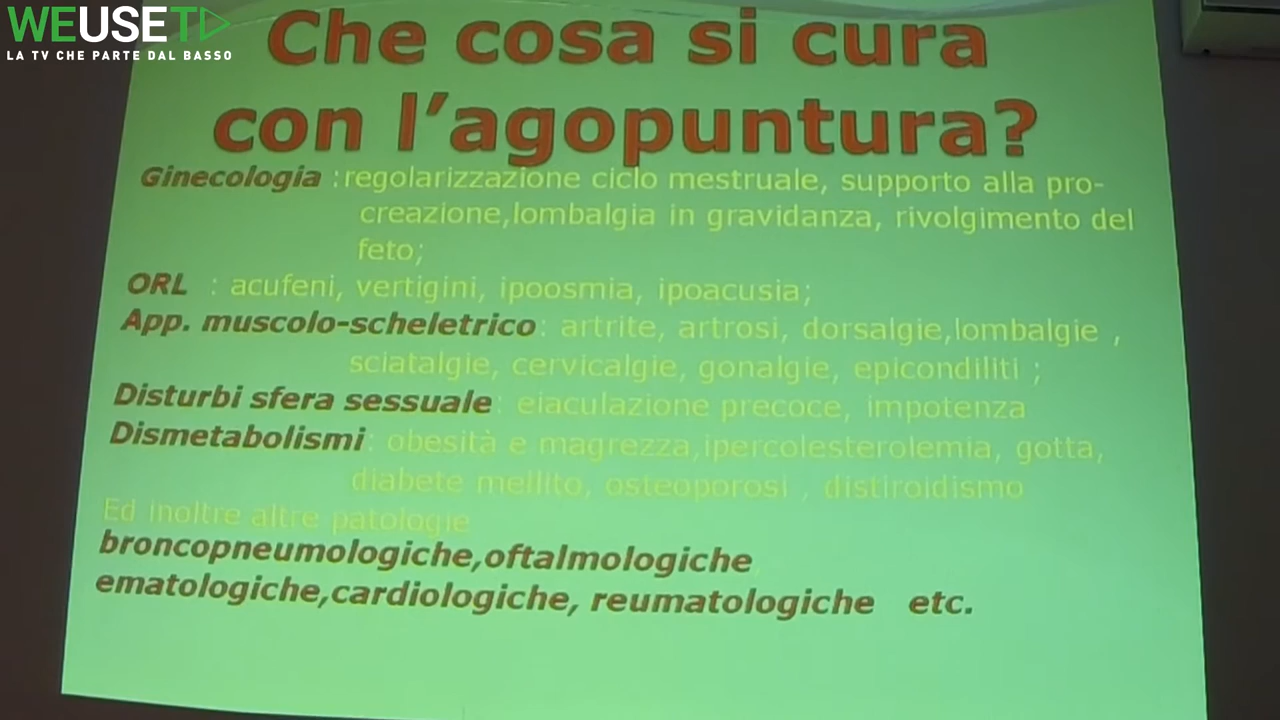 WEUSETV
LA TV CHE PARTE DAL BASSO
Che cosa si cura
con l'agopuntura?
Ginecologia :regolarizzazione ciclo mestruale, supporto alla pro-
creazione,lombalgia in gravidanza, rivolgimento del
feto;
ORL : acufeni, vertigini, ipoosmia, ipoacusia;
App. muscolo-scheletrico: artrite, artrosi, dorsalgie,lombalgie ,
sciatalgie, cervicalgie, gonalgie, epicondiliti ;
Disturbi sfera sessuale: eiaculazione precoce, impotenza
Dismetabolismi: obesità e magrezza,ipercolesterolemia, gotta,
diabete mellito, osteoporosi , distiroidismo
Ed inoltre altre patologie
broncopneumologiche,oftalmologiche
ematologiche,cardiologiche, reumatologiche etc.